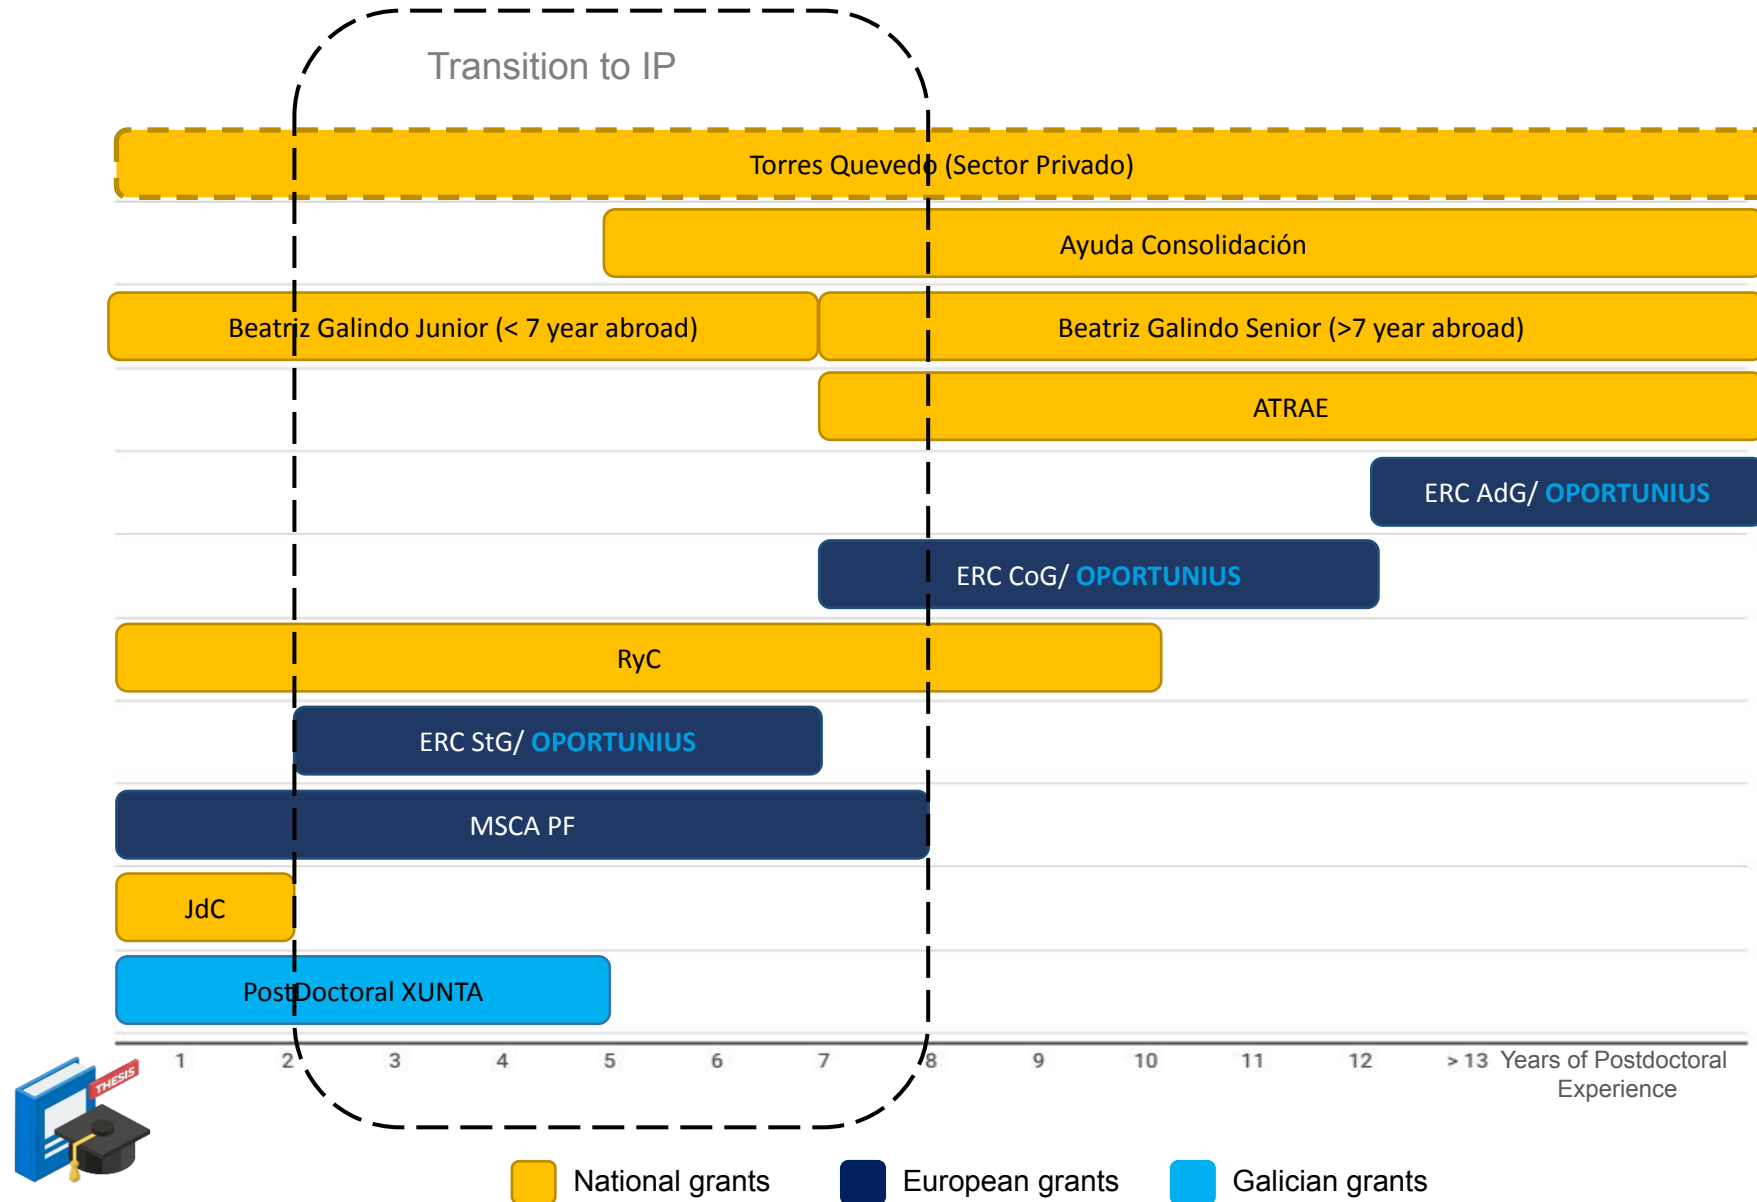 Transition to IP
Torres Quevedo (Sector Privado)
Ayuda Consolidación
Beatriz Galindo Junior (< 7 year abroad)
Beatriz Galindo Senior (>7 year abroad)
ATRAE
ERC AdG/ OPORTUNIUS
ERC CoG/ OPORTUNIUS
RyC
ERC StG/ OPORTUNIUS
MSCA PF
JdC
PostDoctoral XUNTA
1 2 3 4 5 6 7 8 9 10 11 12 > 13 Years of Postdoctoral
Experience
THESIS
National grants
European grants
Galician grants